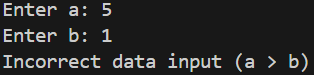 Enter a: 5
Enter b: 1
Incorrect data input (a > b)